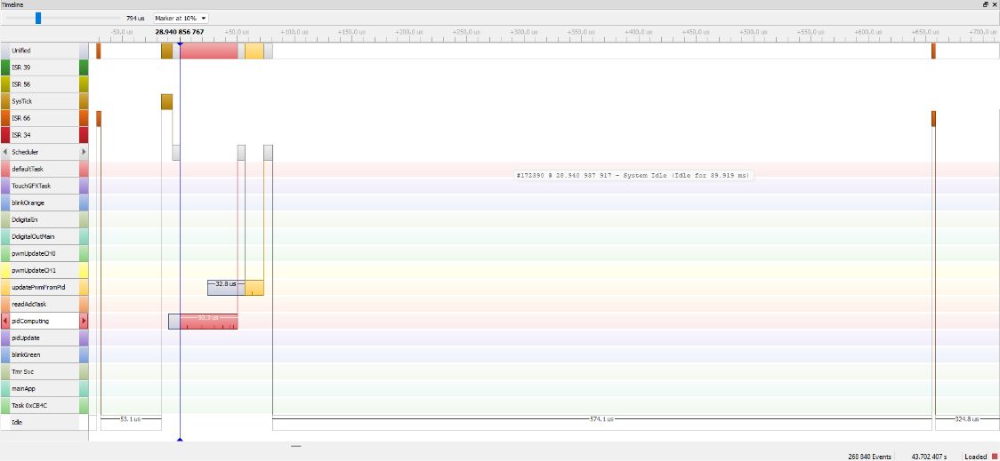 Timeline
794 us Marker at 10%
-50.0 us 28.940 856 767 +50.0 us +100.0 us +150.0 us +200.0 us +250.0 us +300.0 us +350.0 us +400.0 us +450.0 us +500.0 us +550.0 us +600.0 us +650.0 us +700.0 us
Unified
ISR 39
ISR 56
SysTick
ISR 66
ISR 34
Scheduler
defaultTask
#172890 @ 28.940 937 917 - System Idle (Idle for 39.919 ms)
TouchGFXTask
blinkOrange
DdigitalIn
DdigitalOutMain
pwmUpdateCH0
pwmUpdateCH1
updatePwmFromPid 32.8 us
readAdcTask
pidComputing 50.3 us
pidUpdate
blinkGreen
Tmr Svc
mainApp
Task 0xCB4C
Idle 53.1 us 574.1 us 324.8 us
268 840 Events 43.702 407 s Loaded